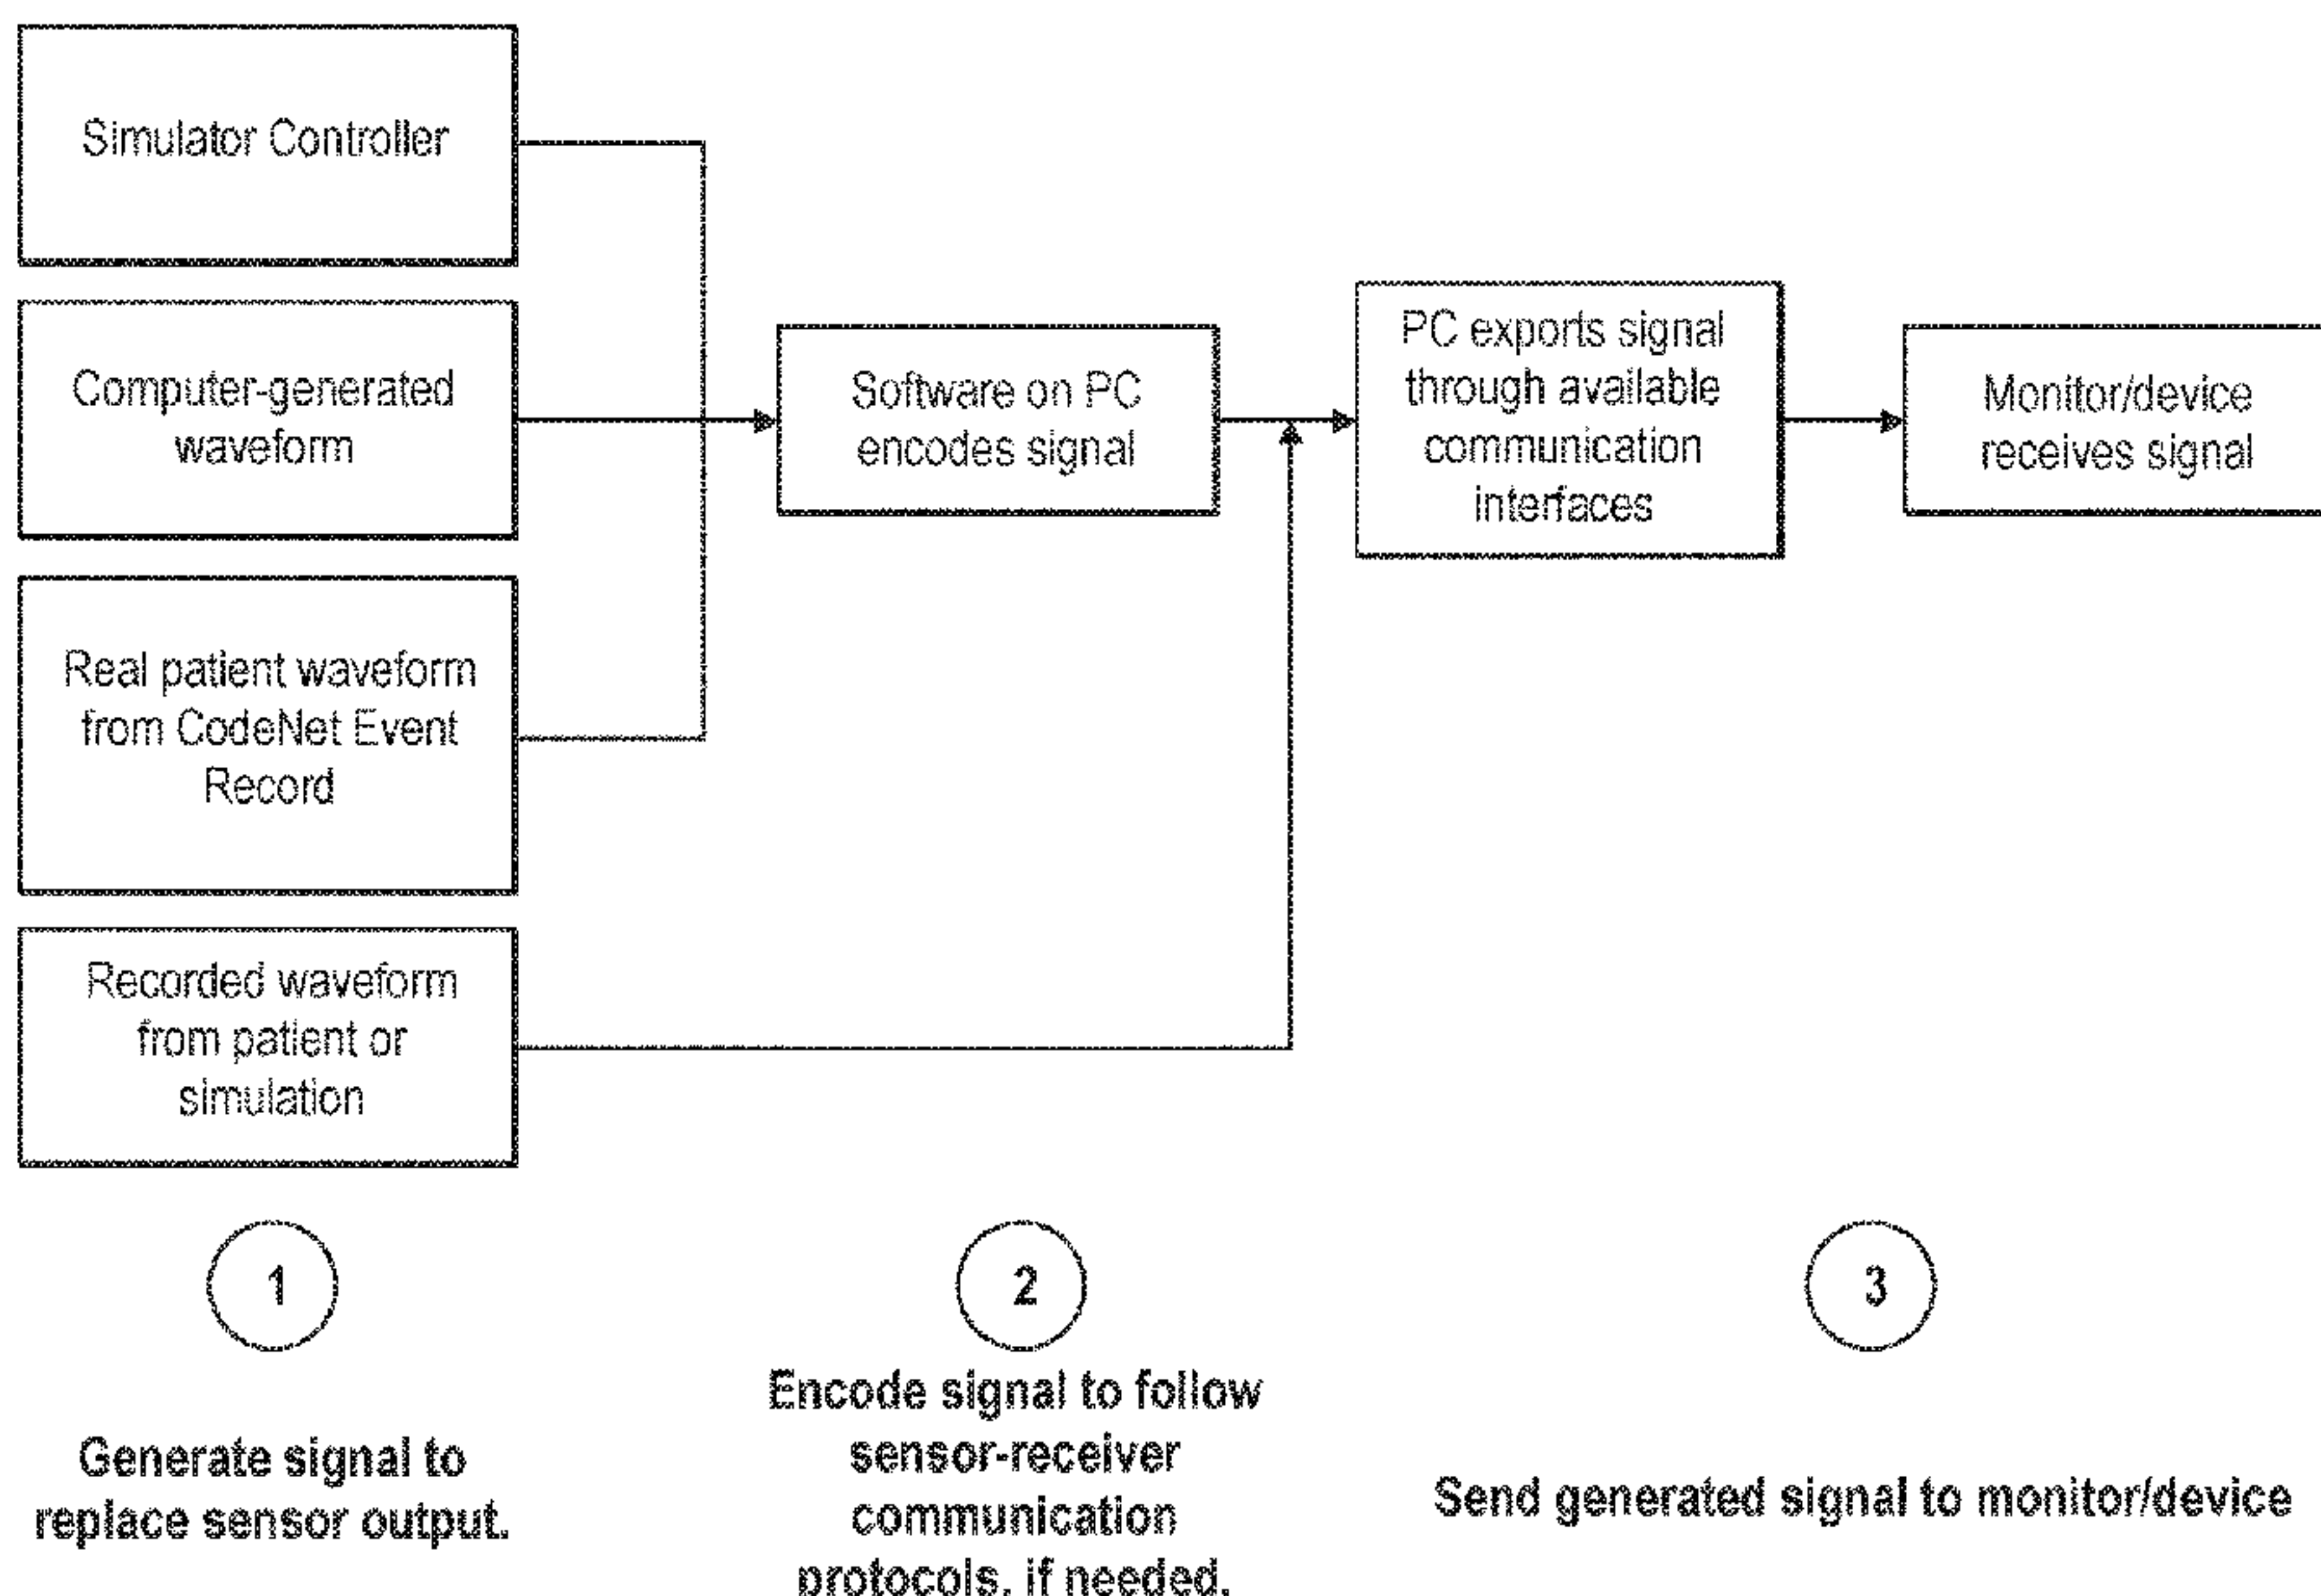 Simulator Controller
Computer-generated
waveform
Real patient waveform
from CodeNet Event
Record
Recorded waveform
from patient or
simulation
Software on PC
encodes signal
PC exports signal
through available
communication
interfaces
Monitor/device
receives signal
1
Generate signal to
replace sensor output.
2
Encode signal to follow
sensor-receiver
communication
protocols, if needed.
3
Send generated signal to monitor/device